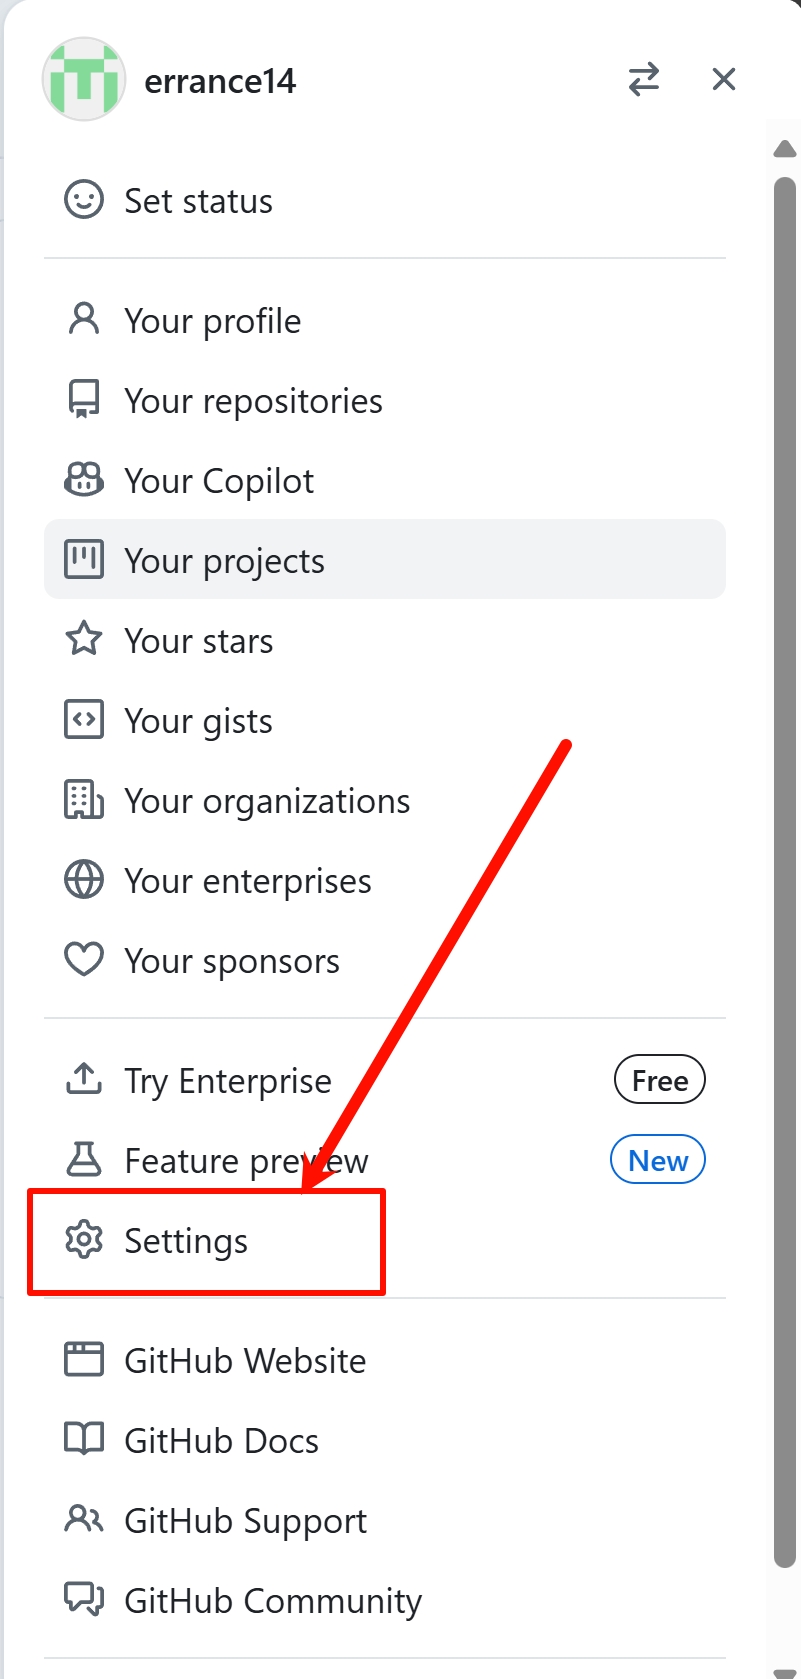 errance14
Set status
Your profile
Your repositories
Your Copilot
Your projects
Your stars
Your gists
Your organizations
Your enterprises
Your sponsors
Try Enterprise Free
Feature preview New
Settings
GitHub Website
GitHub Docs
GitHub Support
GitHub Community